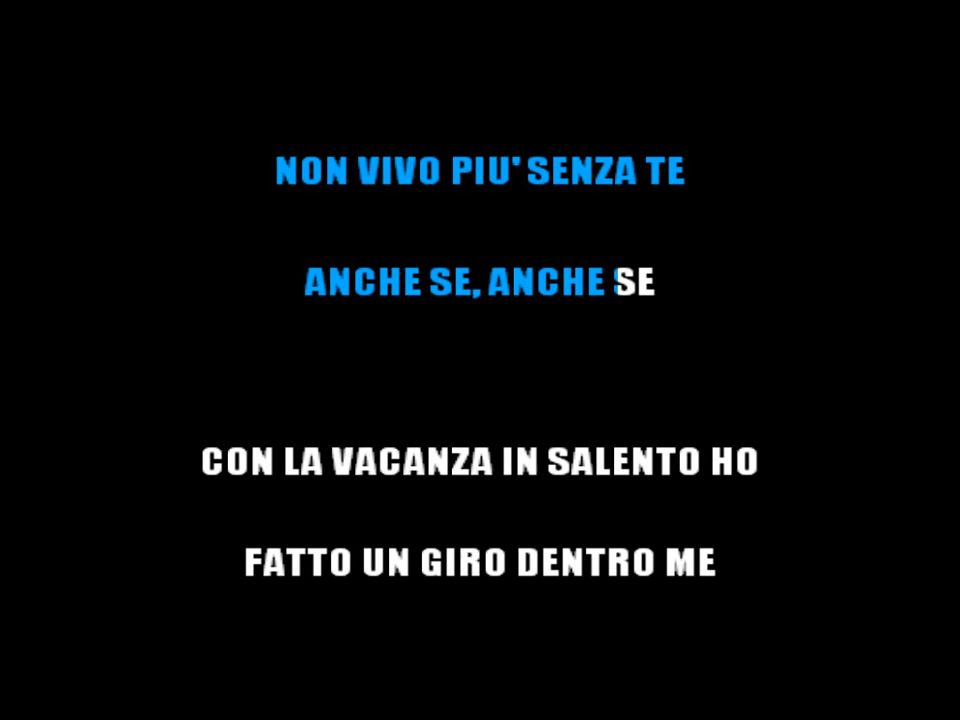 NON VIVO PIU' SENZA TE
ANCHE SE, ANCHE SE
CON LA VACANZA IN SALENTO HO
FATTO UN GIRO DENTRO ME